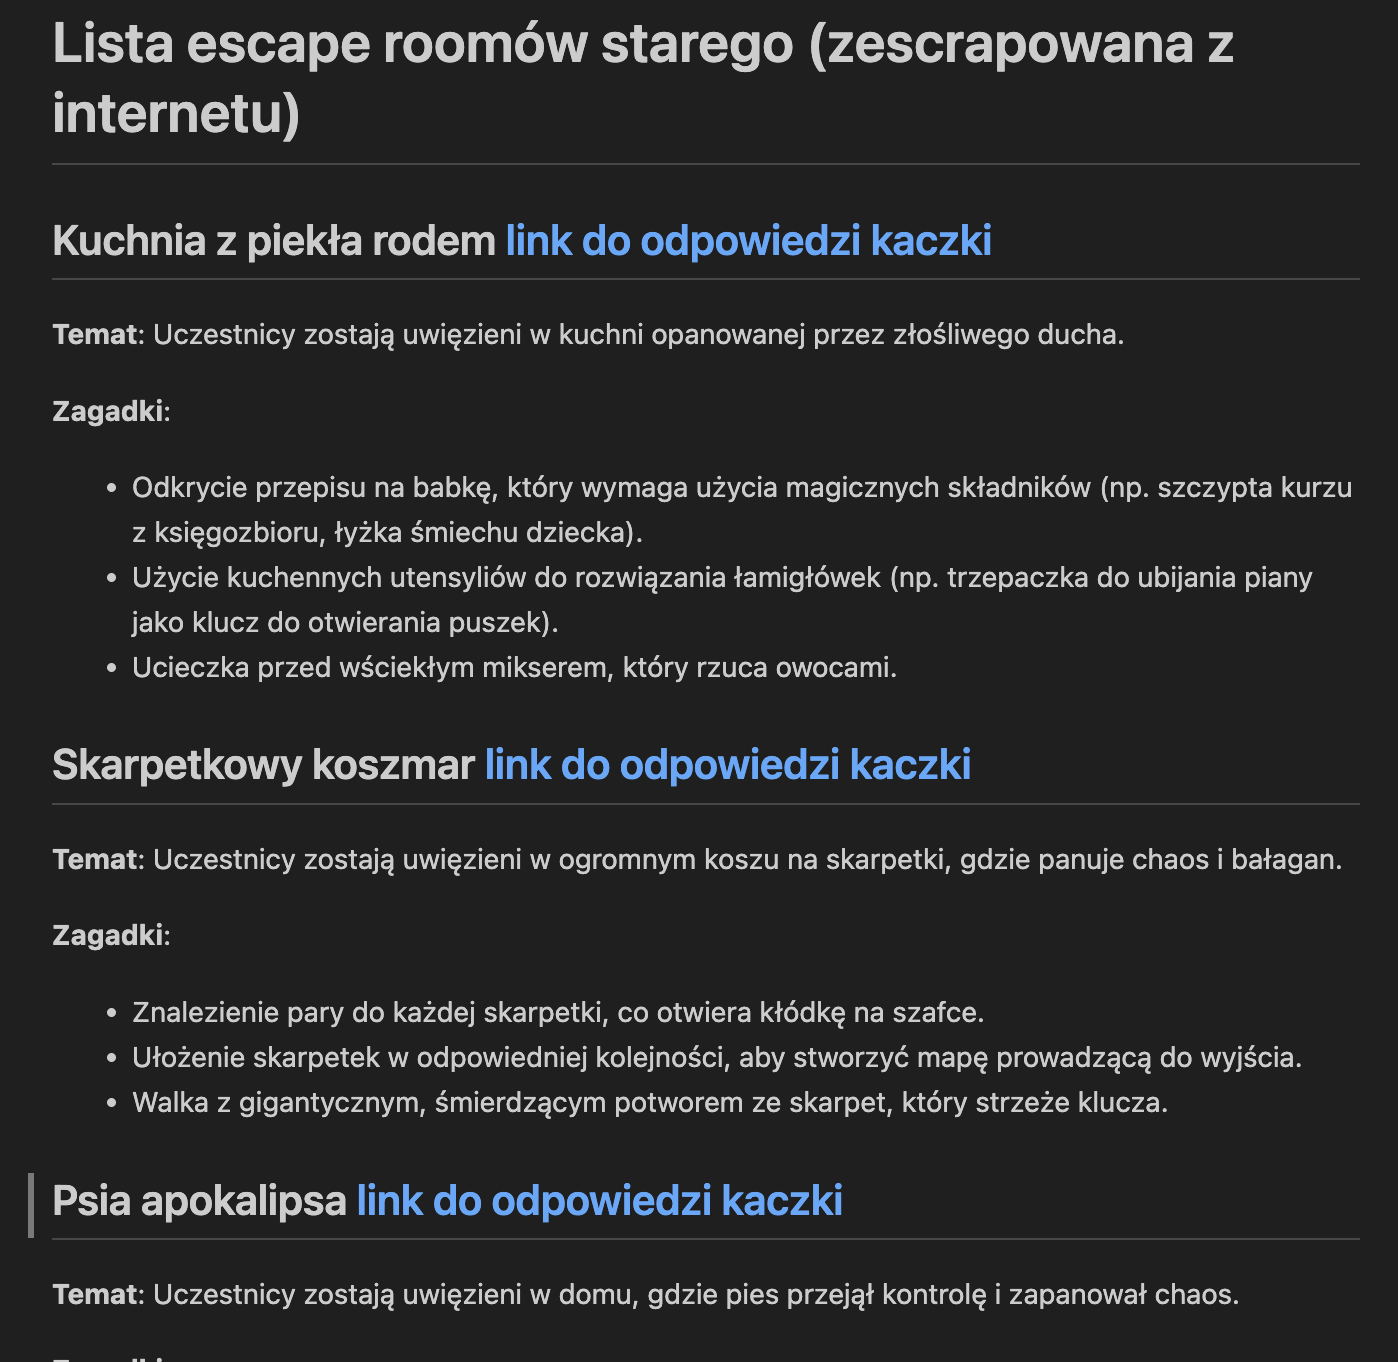 Lista escape roomów starego (zescrapowana z
internetu)
Kuchnia z piekła rodem link do odpowiedzi kaczki
Temat: Uczestnicy zostają uwięzieni w kuchni opanowanej przez złośliwego ducha.
Zagadki:
• Odkrycie przepisu na babkę, który wymaga użycia magicznych składników (np. szczypta kurzu
z księgozbioru, łyżka śmiechu dziecka).
• Użycie kuchennych utensyliów do rozwiązania łamigłówek (np. trzepaczka do ubijania piany
jako klucz do otwierania puszek).
• Ucieczka przed wściekłym mikserem, który rzuca owocami.
Skarpetkowy koszmar link do odpowiedzi kaczki
Temat: Uczestnicy zostają uwięzieni w ogromnym koszu na skarpetki, gdzie panuje chaos i bałagan.
Zagadki:
• Znalezienie pary do każdej skarpetki, co otwiera kłódkę na szafce.
• Ułożenie skarpetek w odpowiedniej kolejności, aby stworzyć mapę prowadzącą do wyjścia.
• Walka z gigantycznym, śmierdzącym potworem ze skarpet, który strzeże klucza.
Psia apokalipsa link do odpowiedzi kaczki
Temat: Uczestnicy zostają uwięzieni w domu, gdzie pies przejął kontrolę i zapanował chaos.